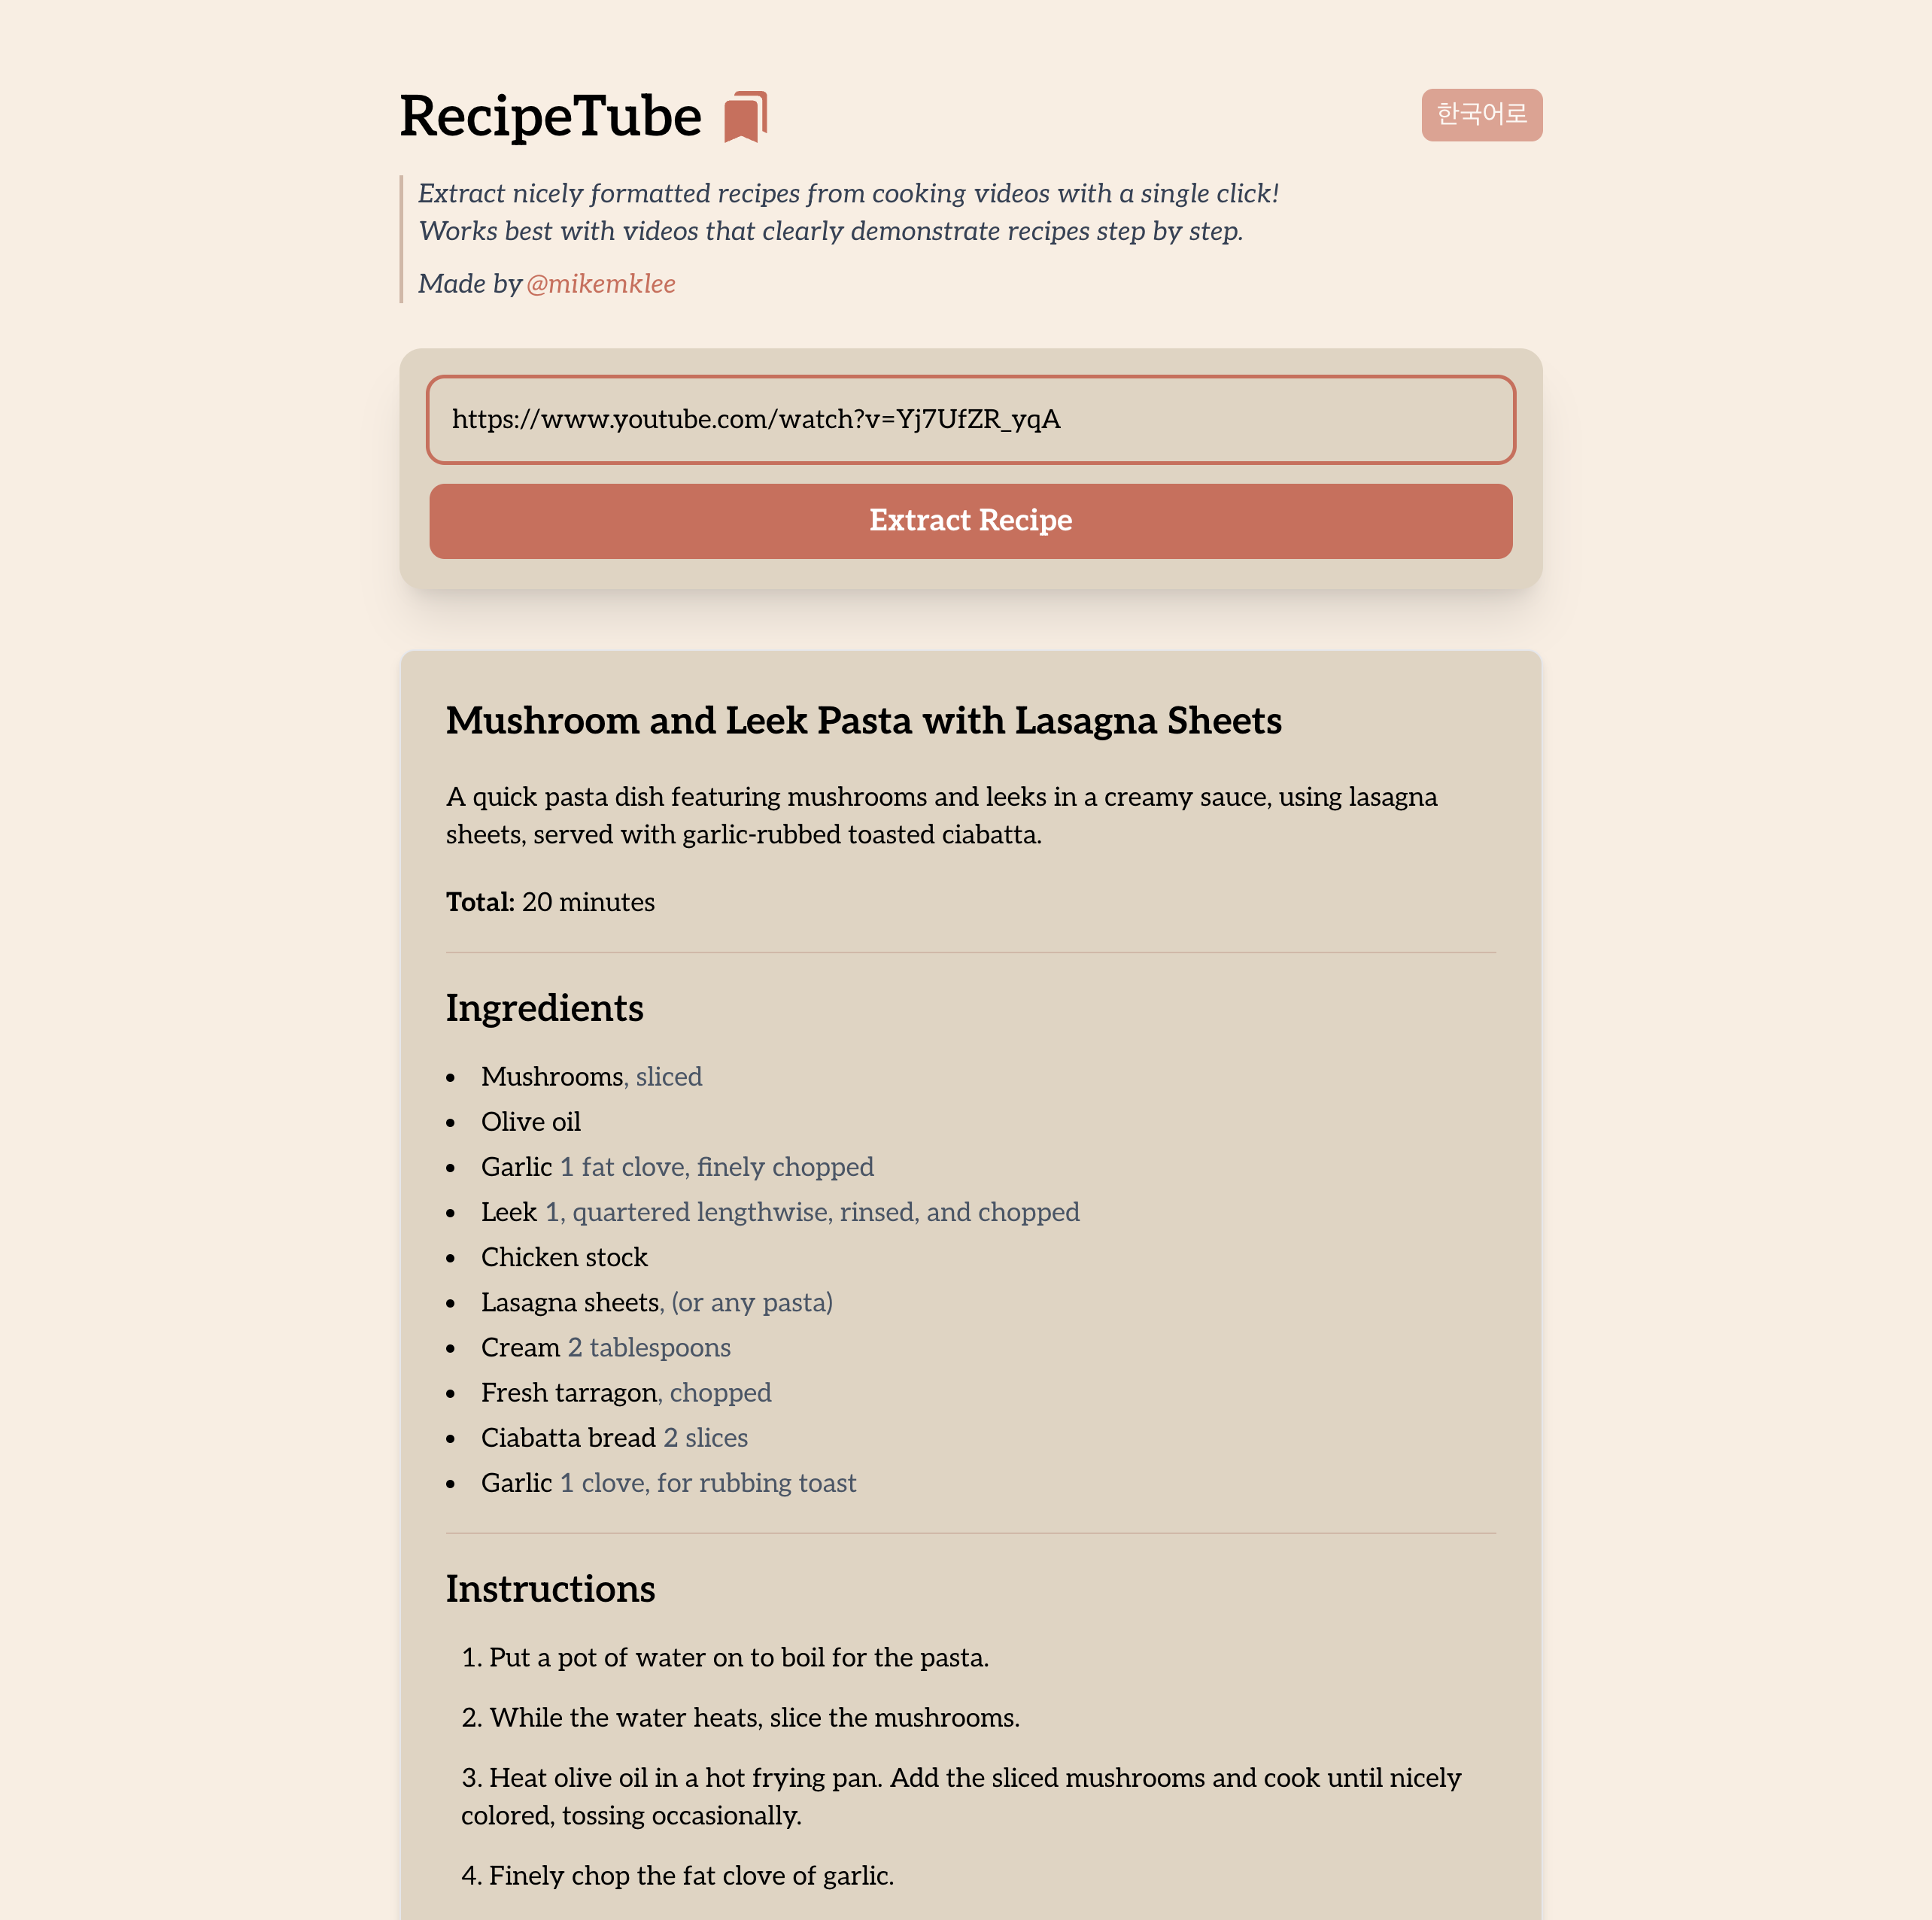 RecipeTube
한국어로
Extract nicely formatted recipes from cooking videos with a single click!
Works best with videos that clearly demonstrate recipes step by step.
Made by @mikemklee
https://www.youtube.com/watch?v=Yj7UfZR_yqA
Extract Recipe
Mushroom and Leek Pasta with Lasagna Sheets
A quick pasta dish featuring mushrooms and leeks in a creamy sauce, using lasagna
sheets, served with garlic-rubbed toasted ciabatta.
Total: 20 minutes
Ingredients
• Mushrooms, sliced
• Olive oil
• Garlic 1 fat clove, finely chopped
• Leek 1, quartered lengthwise, rinsed, and chopped
• Chicken stock
• Lasagna sheets, (or any pasta)
• Cream 2 tablespoons
• Fresh tarragon, chopped
• Ciabatta bread 2 slices
• Garlic 1 clove, for rubbing toast
Instructions
1. Put a pot of water on to boil for the pasta.
2. While the water heats, slice the mushrooms.
3. Heat olive oil in a hot frying pan. Add the sliced mushrooms and cook until nicely
colored, tossing occasionally.
4. Finely chop the fat clove of garlic.